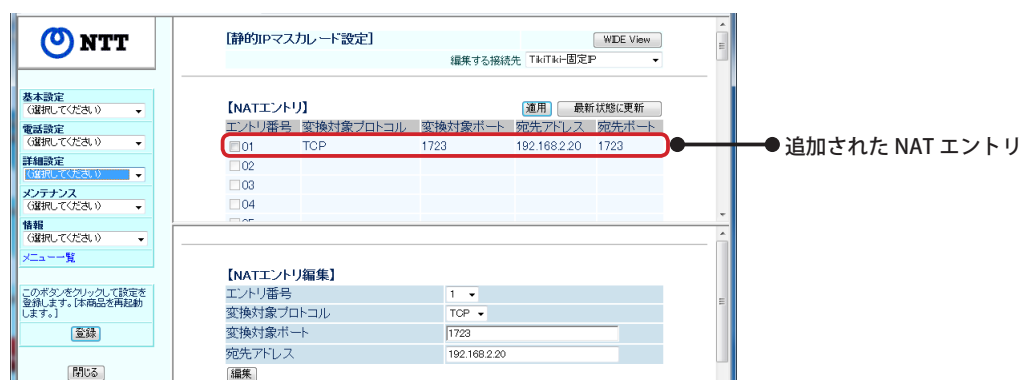 NTT
基本設定
(選択してください)
電話設定
(選択してください)
詳細設定
(選択してください)
メンテナンス
(選択してください)
情報
(選択してください)
メニュー一覧
このボタンをクリックして設定を
登録します。[本商品を再起動
します。]
登録
閉じる
[静的IPマスカレード設定]
WIDE View
編集する接続先 TikiTiki-固定IP
【NATエントリ】
適用 最新状態に更新
エントリ番号 変換対象プロトコル 変換対象ポート 宛先アドレス 宛先ポート
01 TCP 1723 192.168.2.20 1723
02
03
04
【NATエントリ編集】
エントリ番号 1
変換対象プロトコル TCP
変換対象ポート 1723
宛先アドレス 192.168.2.20
編集
追加された NAT エントリ